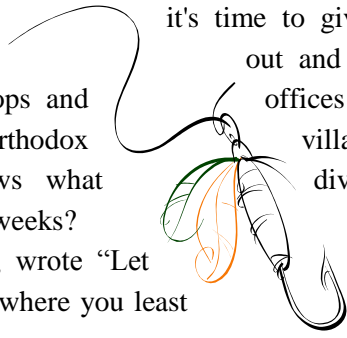 it's time to giv
out and
ops and offices
rthodox villa
vs what div
weeks?
wrote “Let
where you least